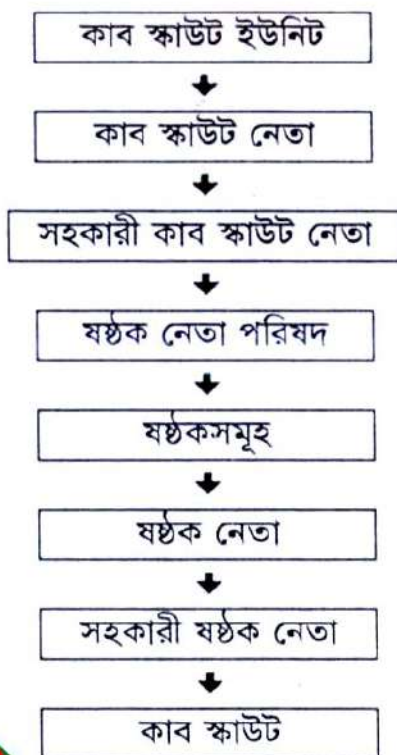 কাব স্কাউট ইউনিট
কাব স্কাউট নেতা
সহকারী কাব স্কাউট নেতা
ষষ্ঠক নেতা পরিষদ
ষষ্ঠকসমূহ
ষষ্ঠক নেতা
সহকারী ষষ্ঠক নেতা
কাব স্কাউট